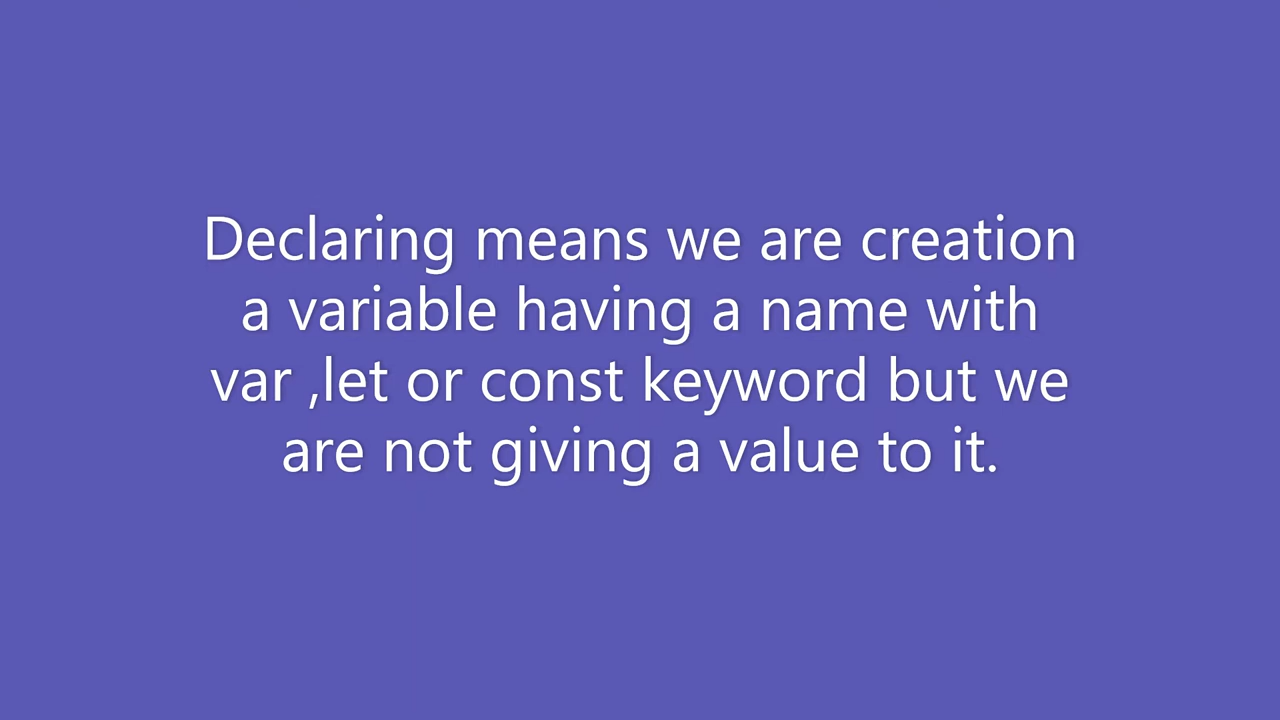 Declaring means we are creation
a variable having a name with
var ,let or const keyword but we
are not giving a value to it.